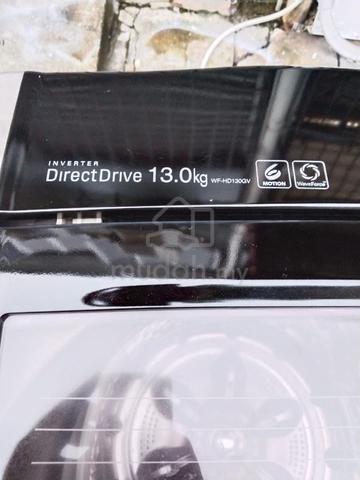 INVERTER
DirectDrive 13.0kg WF-HD130GV
6 MOTION
WaveForce
mudah.my